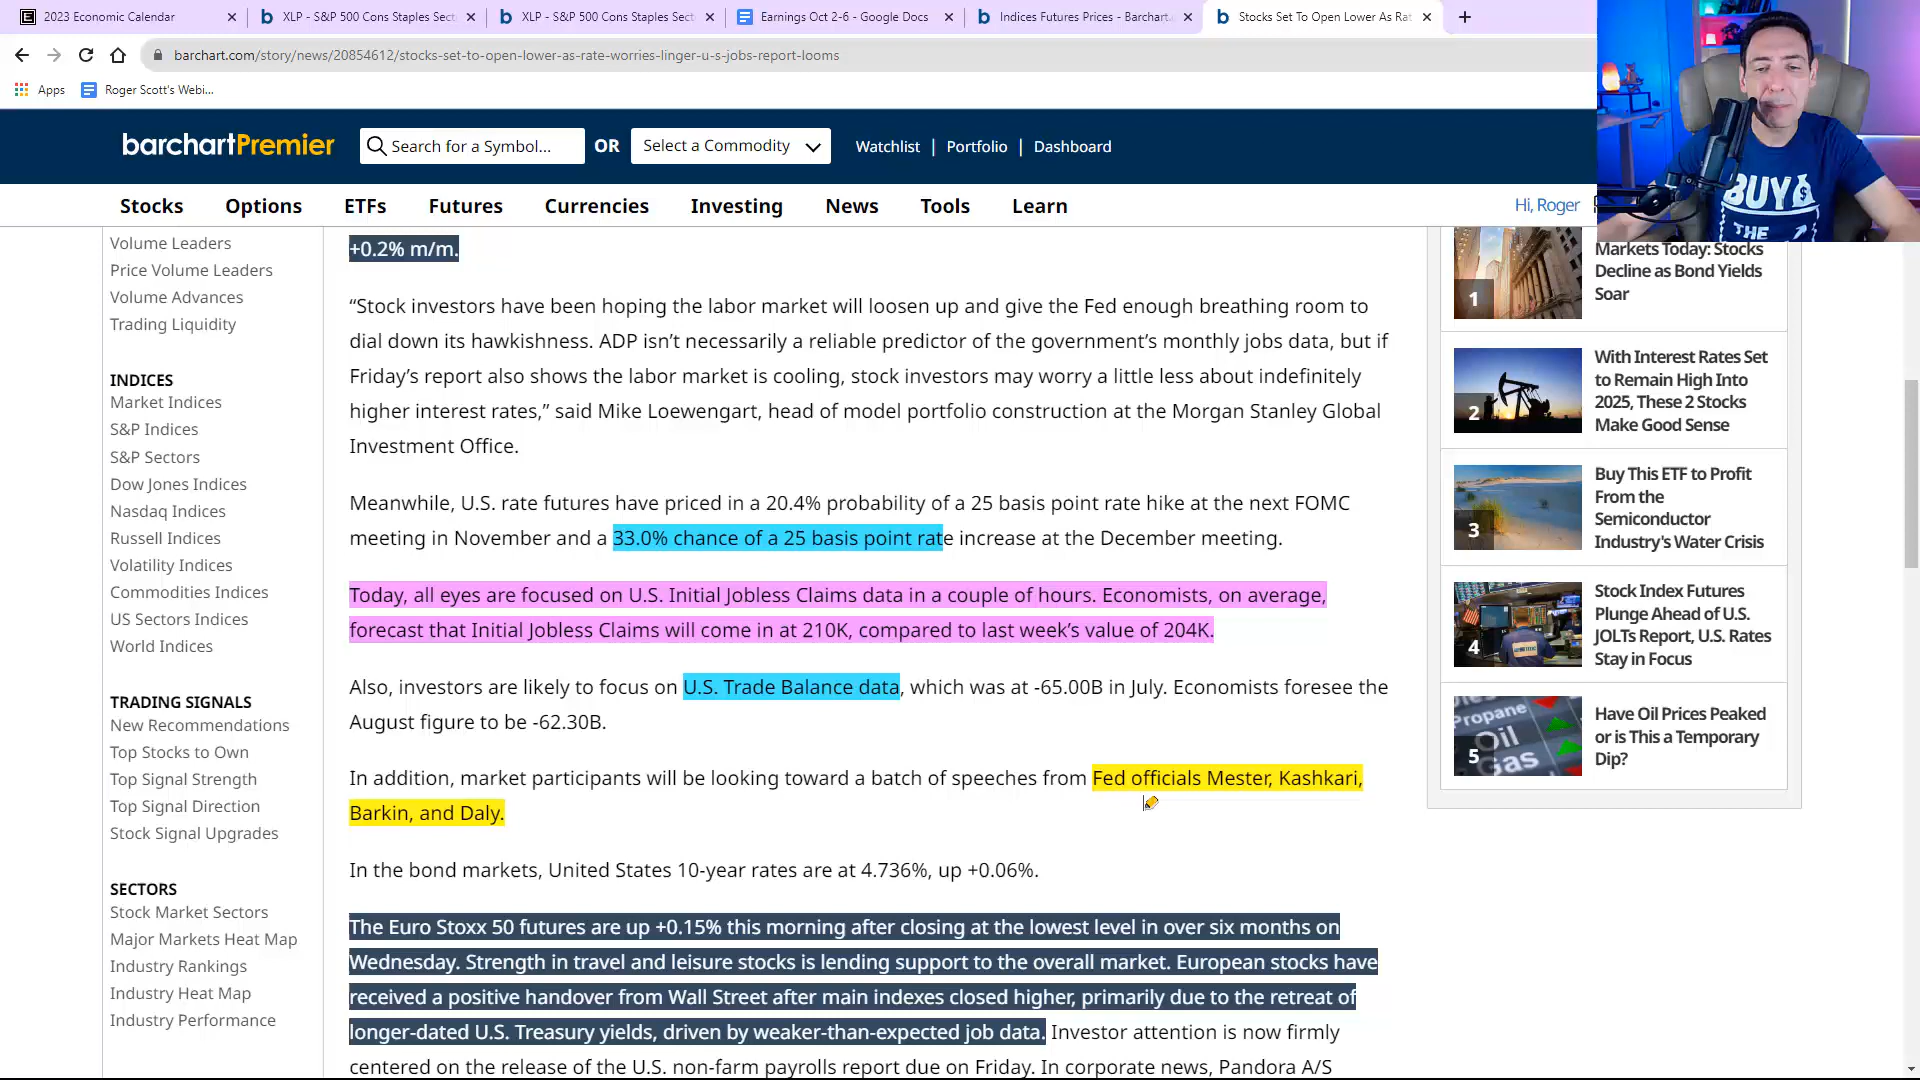 2023 Economic Calendar
XLP - S&P 500 Cons Staples Sect
XLP - S&P 500 Cons Staples Sect
Earnings Oct 2-6 - Google Docs
Indices Futures Prices - Barchart.
Stocks Set To Open Lower As Rat
barchart.com/story/news/20854612/stocks-set-to-open-lower-as-rate-worries-linger-u-s-jobs-report-looms
Apps
Roger Scott's Webi...
barchartPremier
Search for a Symbol...
OR
Select a Commodity
Watchlist | Portfolio | Dashboard
Stocks
Options
ETFs
Futures
Currencies
Investing
News
Tools
Learn
Hi, Roger
BUY
THE
Volume Leaders
Price Volume Leaders
Volume Advances
Trading Liquidity
INDICES
Market Indices
S&P Indices
S&P Sectors
Dow Jones Indices
Nasdaq Indices
Russell Indices
Volatility Indices
Commodities Indices
US Sectors Indices
World Indices
TRADING SIGNALS
New Recommendations
Top Stocks to Own
Top Signal Strength
Top Signal Direction
Stock Signal Upgrades
SECTORS
Stock Market Sectors
Major Markets Heat Map
Industry Rankings
Industry Heat Map
Industry Performance
+0.2% m/m.
“Stock investors have been hoping the labor market will loosen up and give the Fed enough breathing room to
dial down its hawkishness. ADP isn’t necessarily a reliable predictor of the government’s monthly jobs data, but if
Friday’s report also shows the labor market is cooling, stock investors may worry a little less about indefinitely
higher interest rates,” said Mike Loewengart, head of model portfolio construction at the Morgan Stanley Global
Investment Office.
Meanwhile, U.S. rate futures have priced in a 20.4% probability of a 25 basis point rate hike at the next FOMC
meeting in November and a 33.0% chance of a 25 basis point rate increase at the December meeting.
Today, all eyes are focused on U.S. Initial Jobless Claims data in a couple of hours. Economists, on average,
forecast that Initial Jobless Claims will come in at 210K, compared to last week’s value of 204K.
Also, investors are likely to focus on U.S. Trade Balance data, which was at -65.00B in July. Economists foresee the
August figure to be -62.30B.
In addition, market participants will be looking toward a batch of speeches from Fed officials Mester, Kashkari,
Barkin, and Daly.
In the bond markets, United States 10-year rates are at 4.736%, up +0.06%.
The Euro Stoxx 50 futures are up +0.15% this morning after closing at the lowest level in over six months on
Wednesday. Strength in travel and leisure stocks is lending support to the overall market. European stocks have
received a positive handover from Wall Street after main indexes closed higher, primarily due to the retreat of
longer-dated U.S. Treasury yields, driven by weaker-than-expected job data. Investor attention is now firmly
centered on the release of the U.S. non-farm payrolls report due on Friday. In corporate news, Pandora A/S
1
Markets Today: Stocks
Decline as Bond Yields
Soar
2
With Interest Rates Set
to Remain High Into
2025, These 2 Stocks
Make Good Sense
3
Buy This ETF to Profit
From the
Semiconductor
Industry's Water Crisis
4
Stock Index Futures
Plunge Ahead of U.S.
JOLTs Report, U.S. Rates
Stay in Focus
Propane
Oil
Gas
5
Have Oil Prices Peaked
or is This a Temporary
Dip?